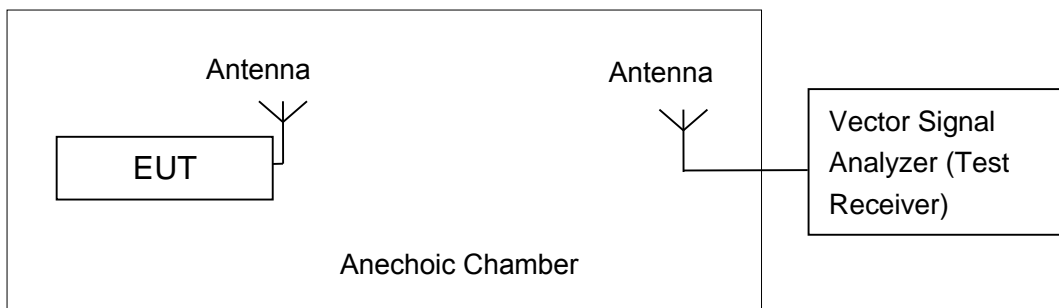 Antenna
Antenna
EUT
Vector Signal
Analyzer (Test
Receiver)
Anechoic Chamber